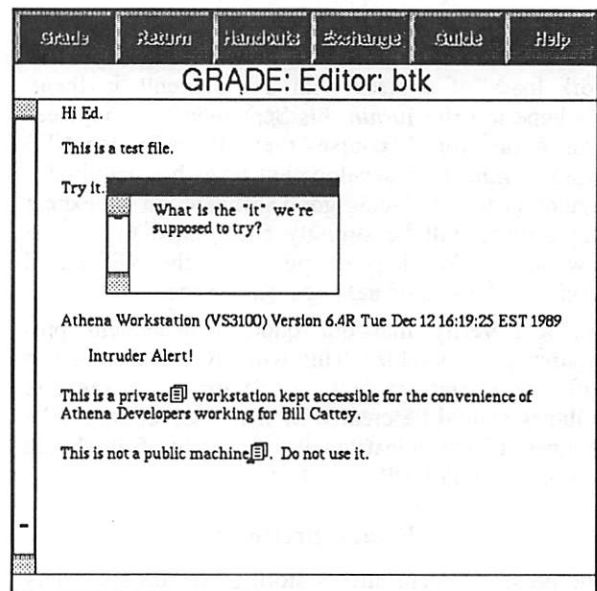 Grade Return Handouts Exchange Guide Help
GRADE: Editor: btk
Hi Ed.
This is a test file.
Try it.
What is the "it" we're
supposed to try?
Athena Workstation (VS3100) Version 6.4R Tue Dec 12 16:19:25 EST 1989
Intruder Alert!
This is a private workstation kept accessible for the convenience of
Athena Developers working for Bill Cattey.
This is not a public machine. Do not use it.